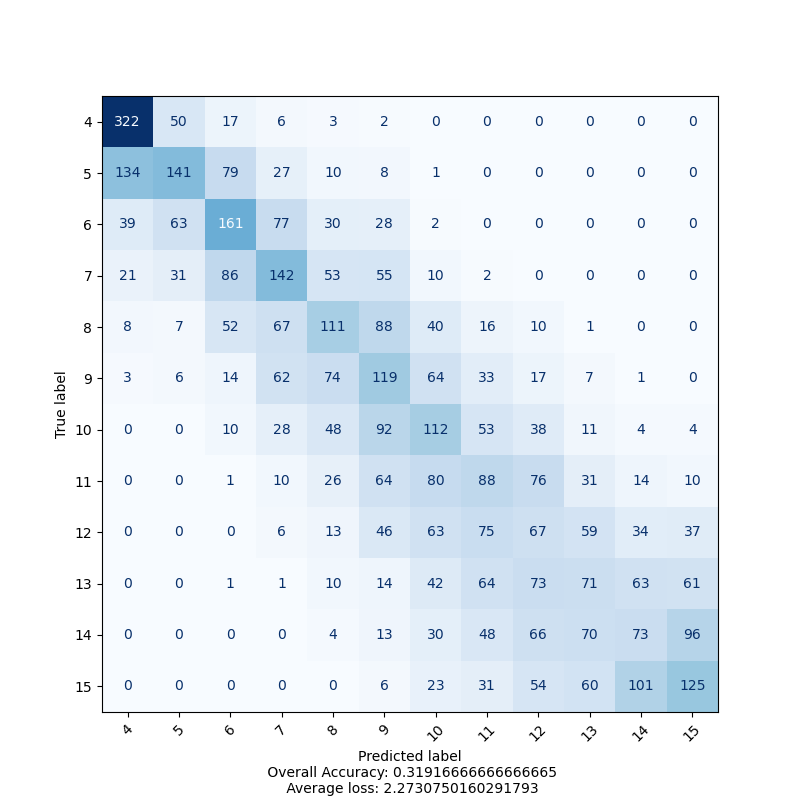 4 322 50 17 6 3 2 0 0 0 0 0 0
5 134 141 79 27 10 8 1 0 0 0 0 0
6 39 63 161 77 30 28 2 0 0 0 0 0
7 21 31 86 142 53 55 10 2 0 0 0 0
8 8 7 52 67 111 88 40 16 10 1 0 0
9 3 6 14 62 74 119 64 33 17 7 1 0
True label
10 0 0 10 28 48 92 112 53 38 11 4 4
11 0 0 1 10 26 64 80 88 76 31 14 10
12 0 0 0 6 13 46 63 75 67 59 34 37
13 0 0 1 1 10 14 42 64 73 71 63 61
14 0 0 0 0 4 13 30 48 66 70 73 96
15 0 0 0 0 0 6 23 31 54 60 101 125
4 5 6 7 8 9 10 11 12 13 14 15
Predicted label
Overall Accuracy: 0.31916666666666665
Average loss: 2.2730750160291793